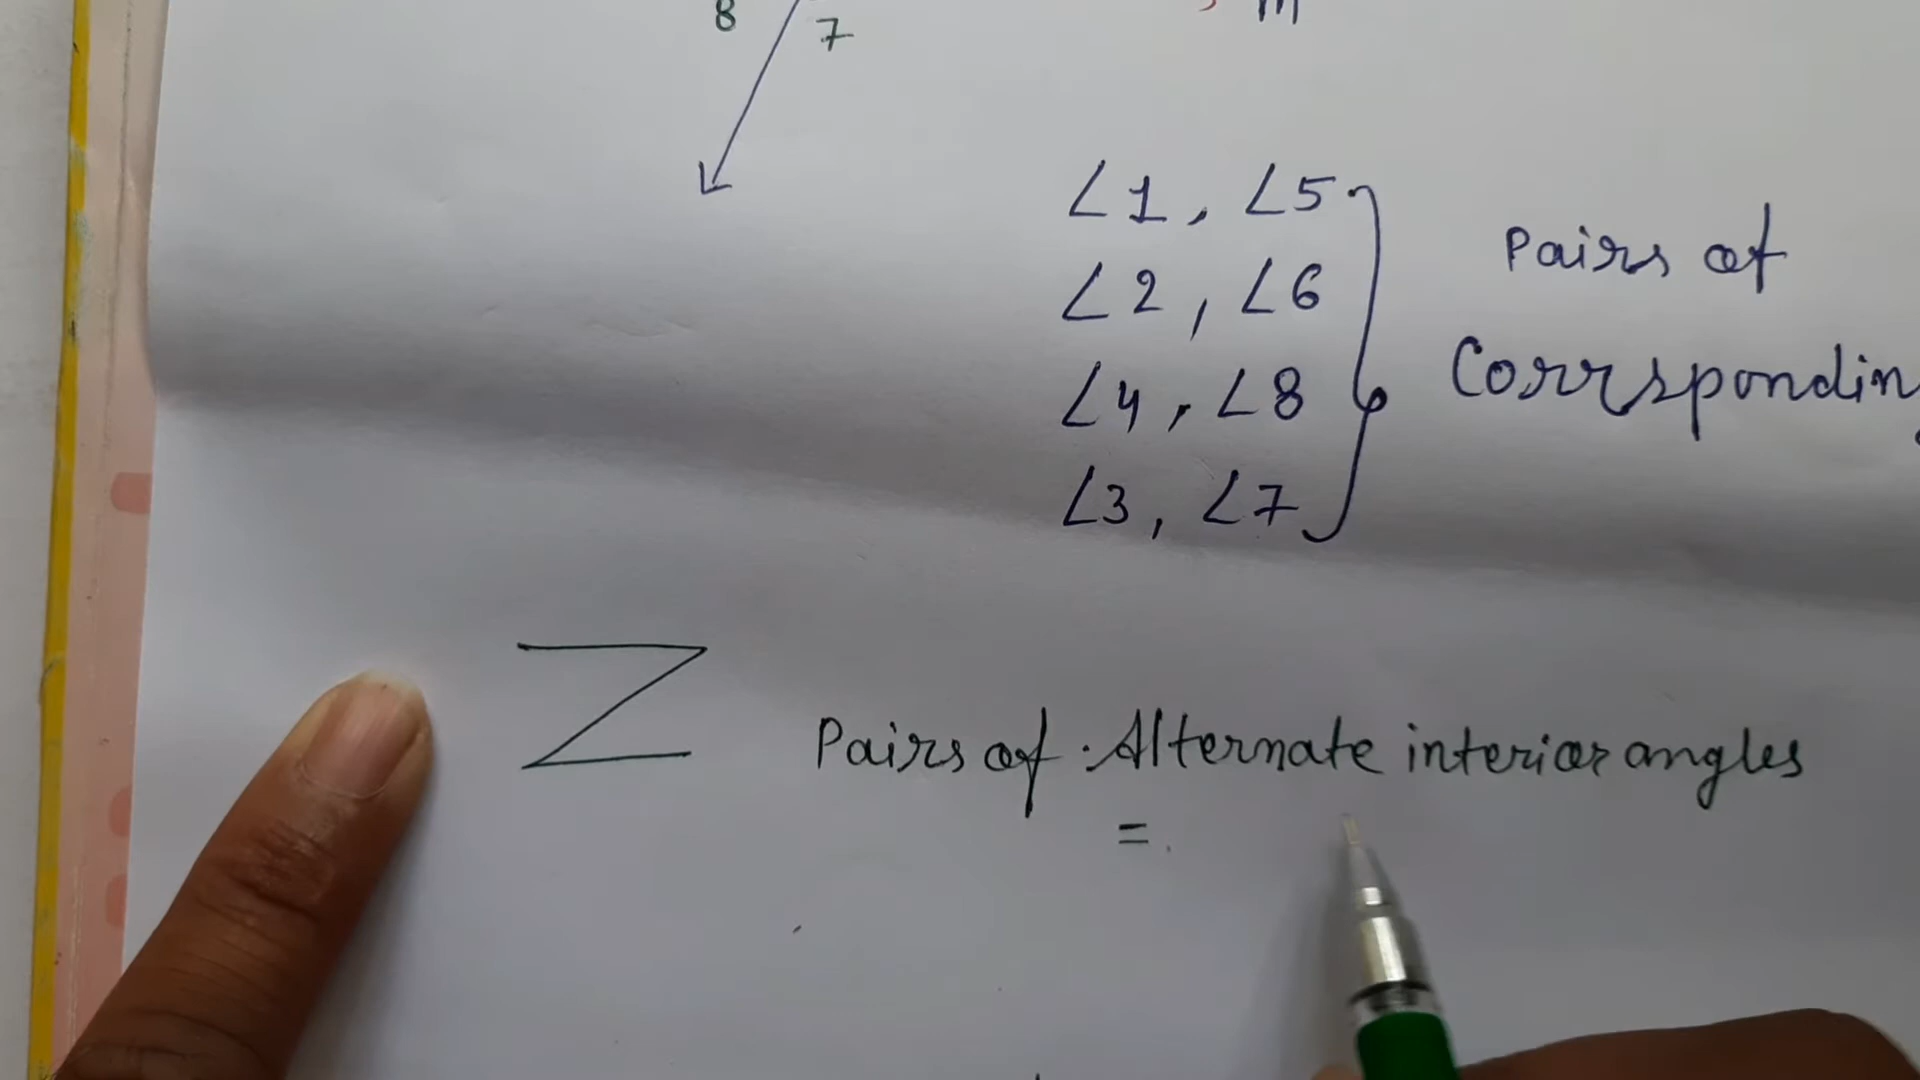 8 7 m
∠1, ∠5
∠2, ∠6
∠4, ∠8
∠3, ∠7
Pairs of
Corrspondin
Pairs of Alternate interior angles
=